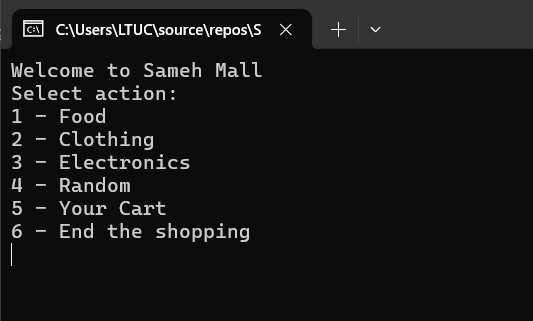 C:\Users\LTUC\source\repos\S
Welcome to Sameh Mall
Select action:
1 - Food
2 - Clothing
3 - Electronics
4 - Random
5 - Your Cart
6 - End the shopping